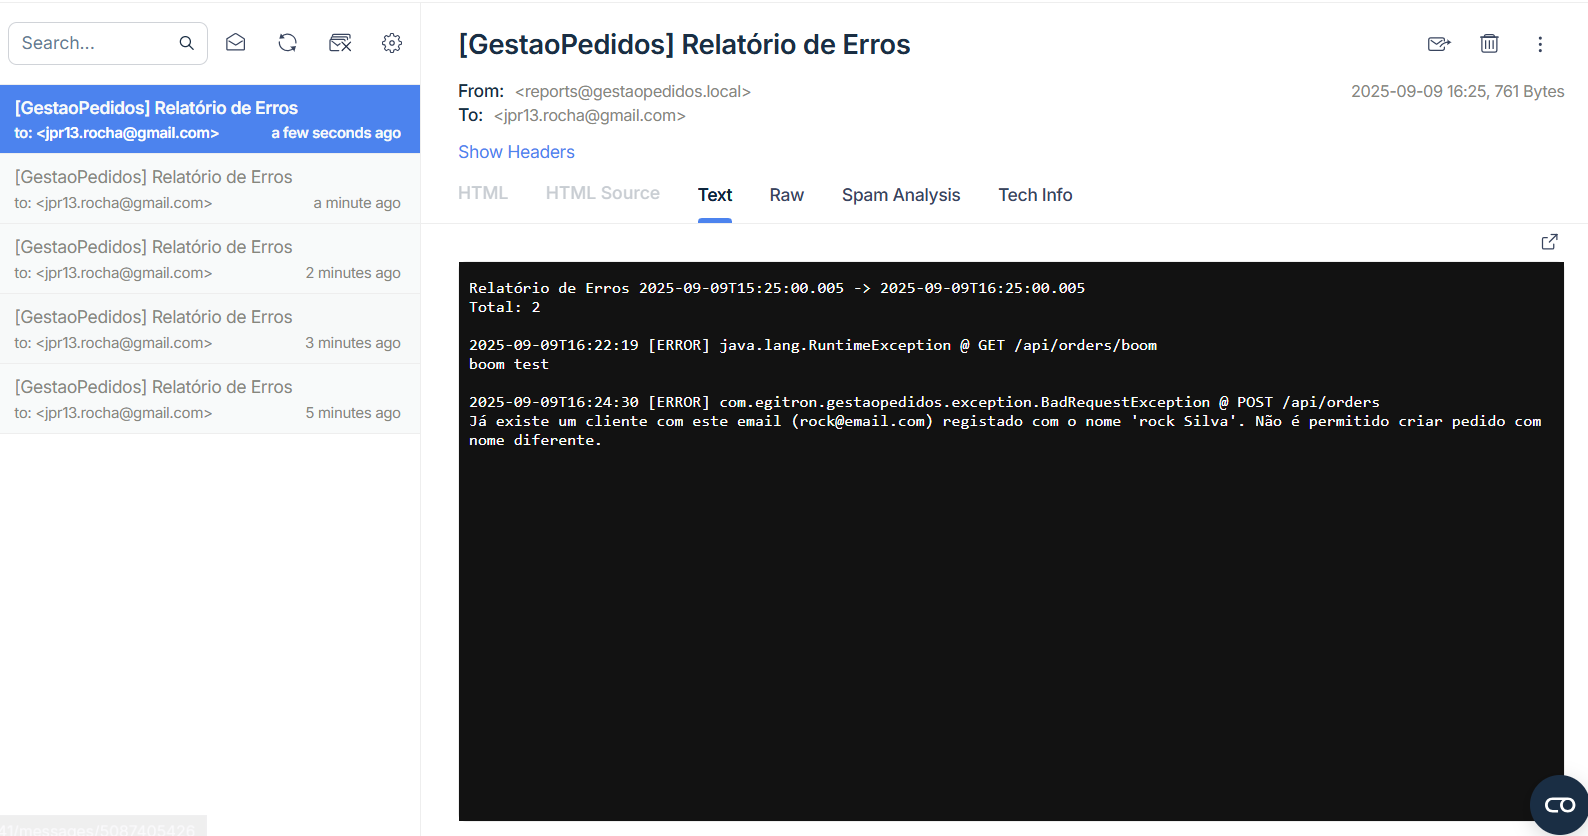 Search...
[GestaoPedidos] Relatório de Erros
to: <jpr13.rocha@gmail.com> a few seconds ago
[GestaoPedidos] Relatório de Erros
to: <jpr13.rocha@gmail.com> a minute ago
[GestaoPedidos] Relatório de Erros
to: <jpr13.rocha@gmail.com> 2 minutes ago
[GestaoPedidos] Relatório de Erros
to: <jpr13.rocha@gmail.com> 3 minutes ago
[GestaoPedidos] Relatório de Erros
to: <jpr13.rocha@gmail.com> 5 minutes ago
[GestaoPedidos] Relatório de Erros
From: <reports@gestaopedidos.local> 2025-09-09 16:25, 761 Bytes
To: <jpr13.rocha@gmail.com>
Show Headers
HTML HTML Source Text Raw Spam Analysis Tech Info
Relatório de Erros 2025-09-09T15:25:00.005 -> 2025-09-09T16:25:00.005
Total: 2
2025-09-09T16:22:19 [ERROR] java.lang.RuntimeException @ GET /api/orders/boom
boom test
2025-09-09T16:24:30 [ERROR] com.egitron.gestaopedidos.exception.BadRequestException @ POST /api/orders
Já existe um cliente com este email (rock@email.com) registado com o nome 'rock Silva'. Não é permitido criar pedido com
nome diferente.
41/messages/5087405426